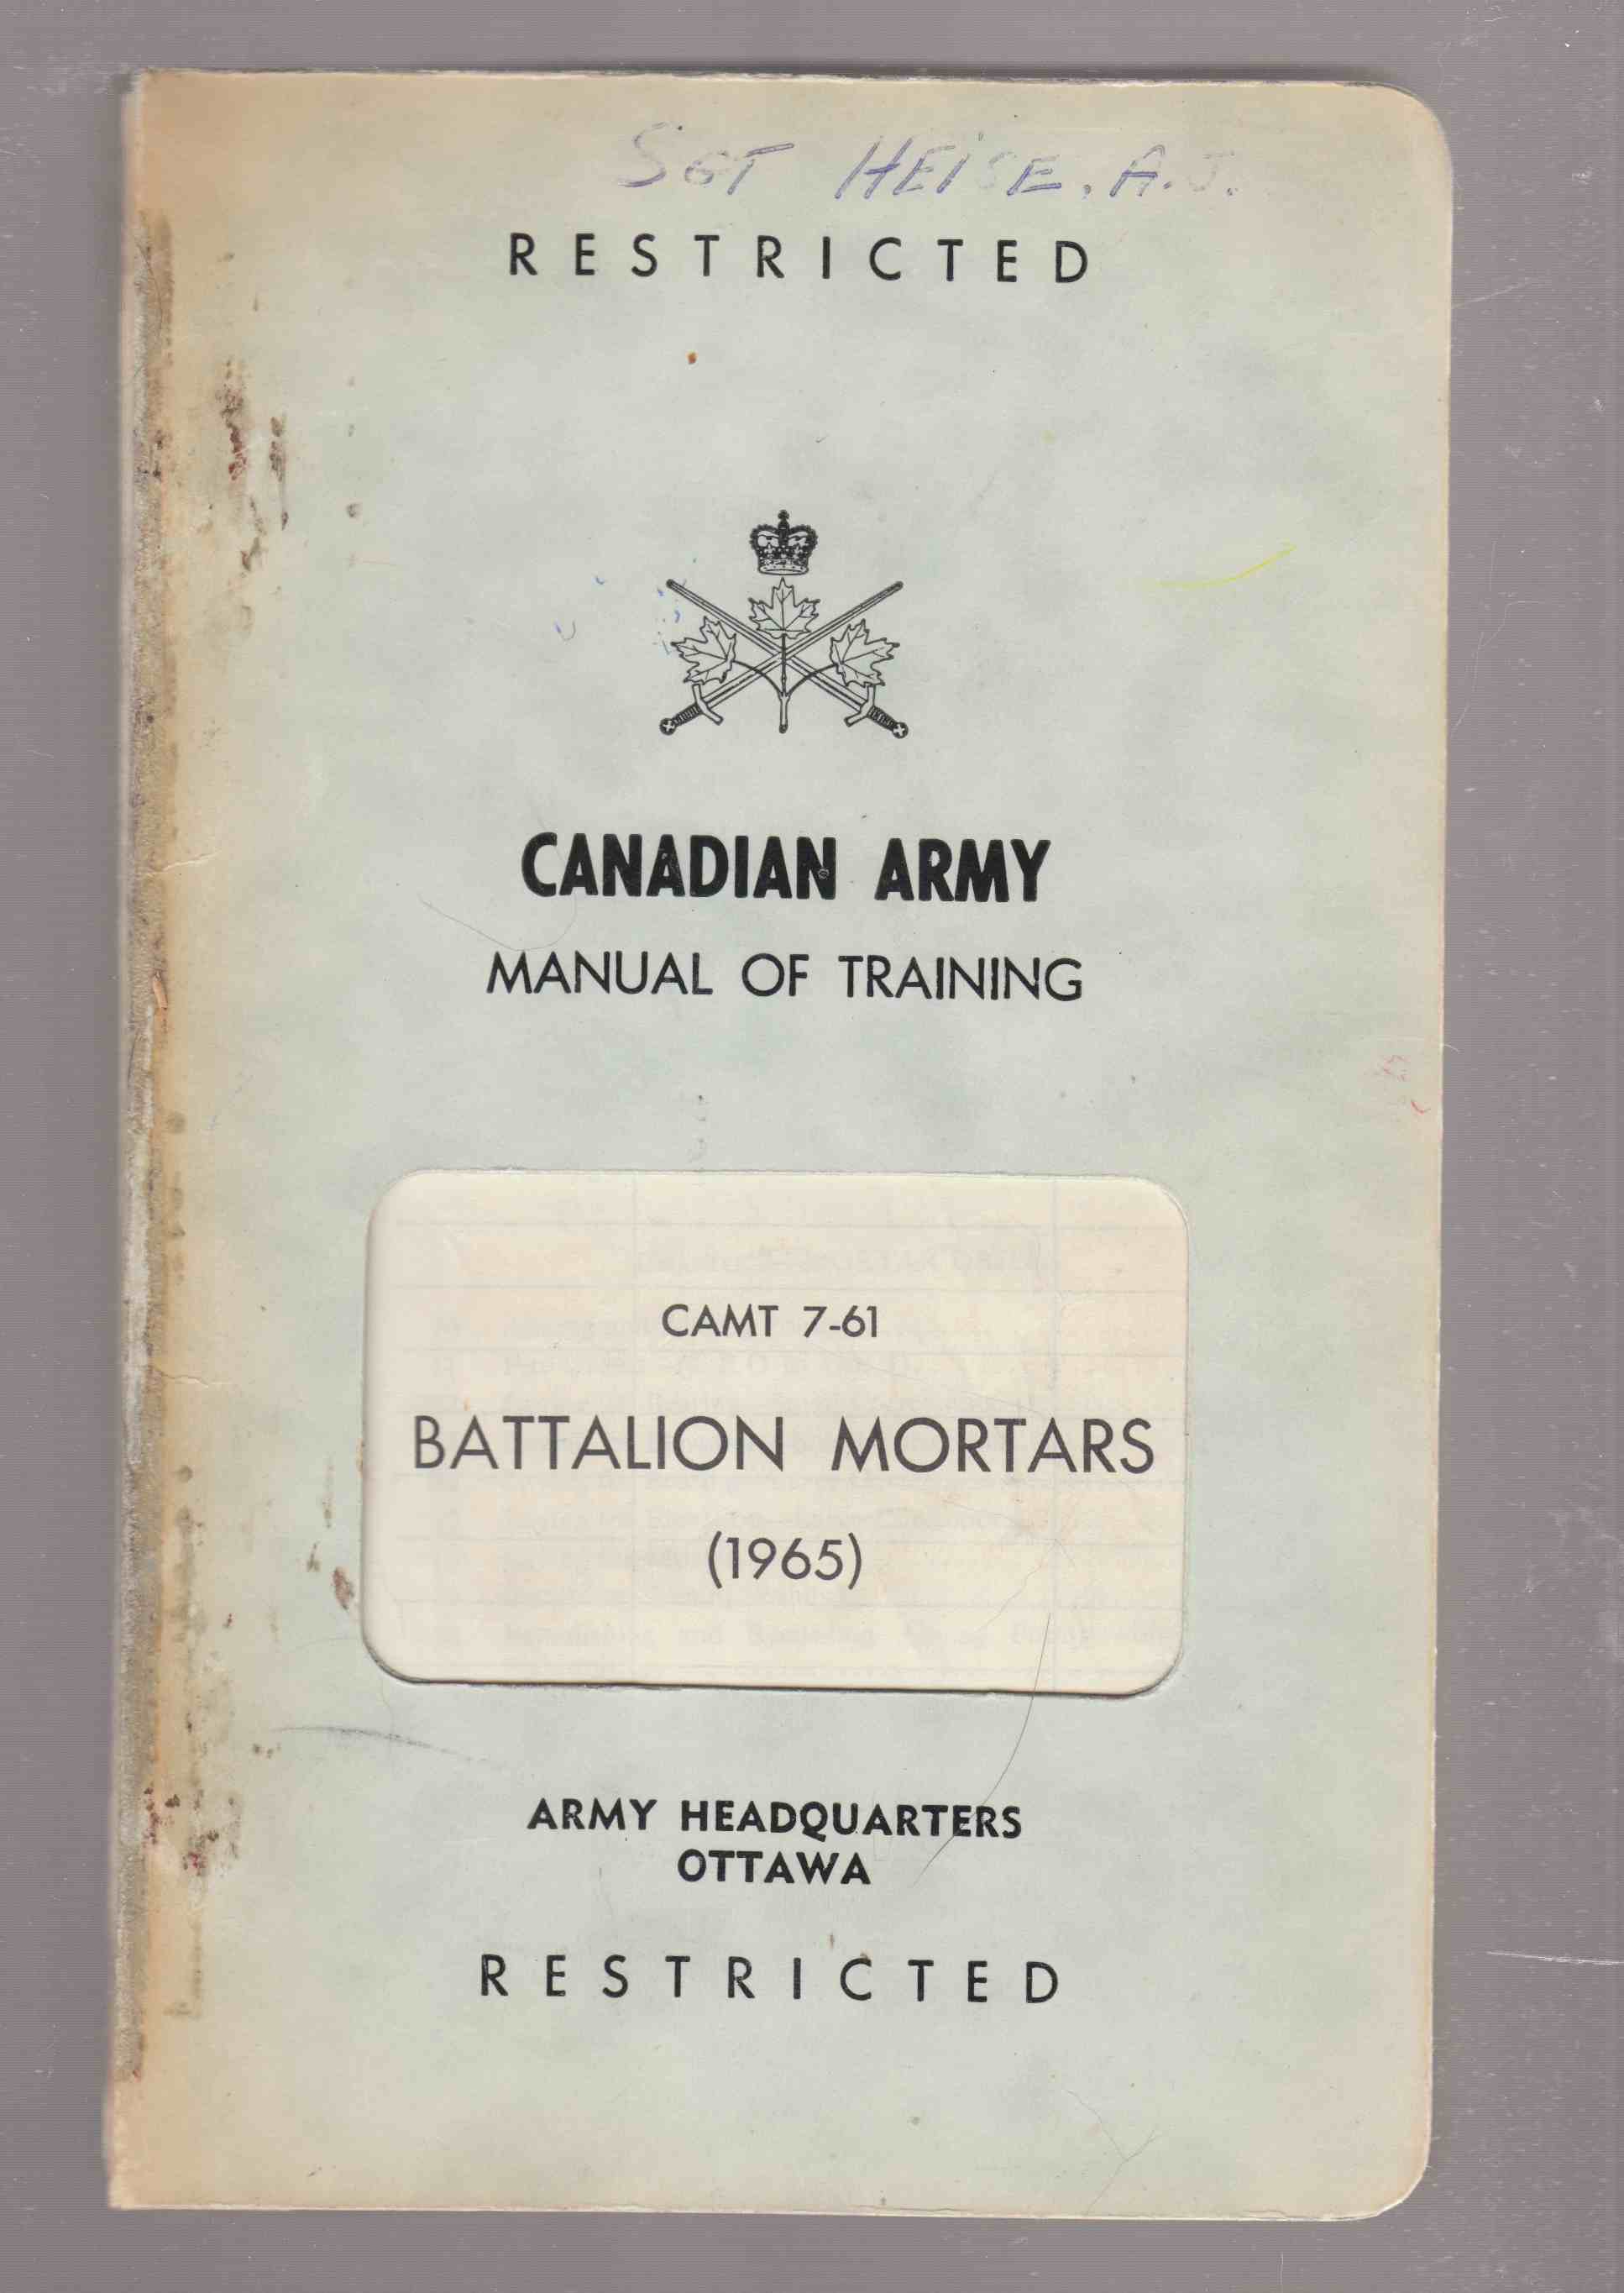 SGT HEISE, A.J.
RESTRICTED
CANADIAN ARMY
MANUAL OF TRAINING
CAMT 7-61
BATTALION MORTARS
(1965)
ARMY HEADQUARTERS
OTTAWA
RESTRICTED